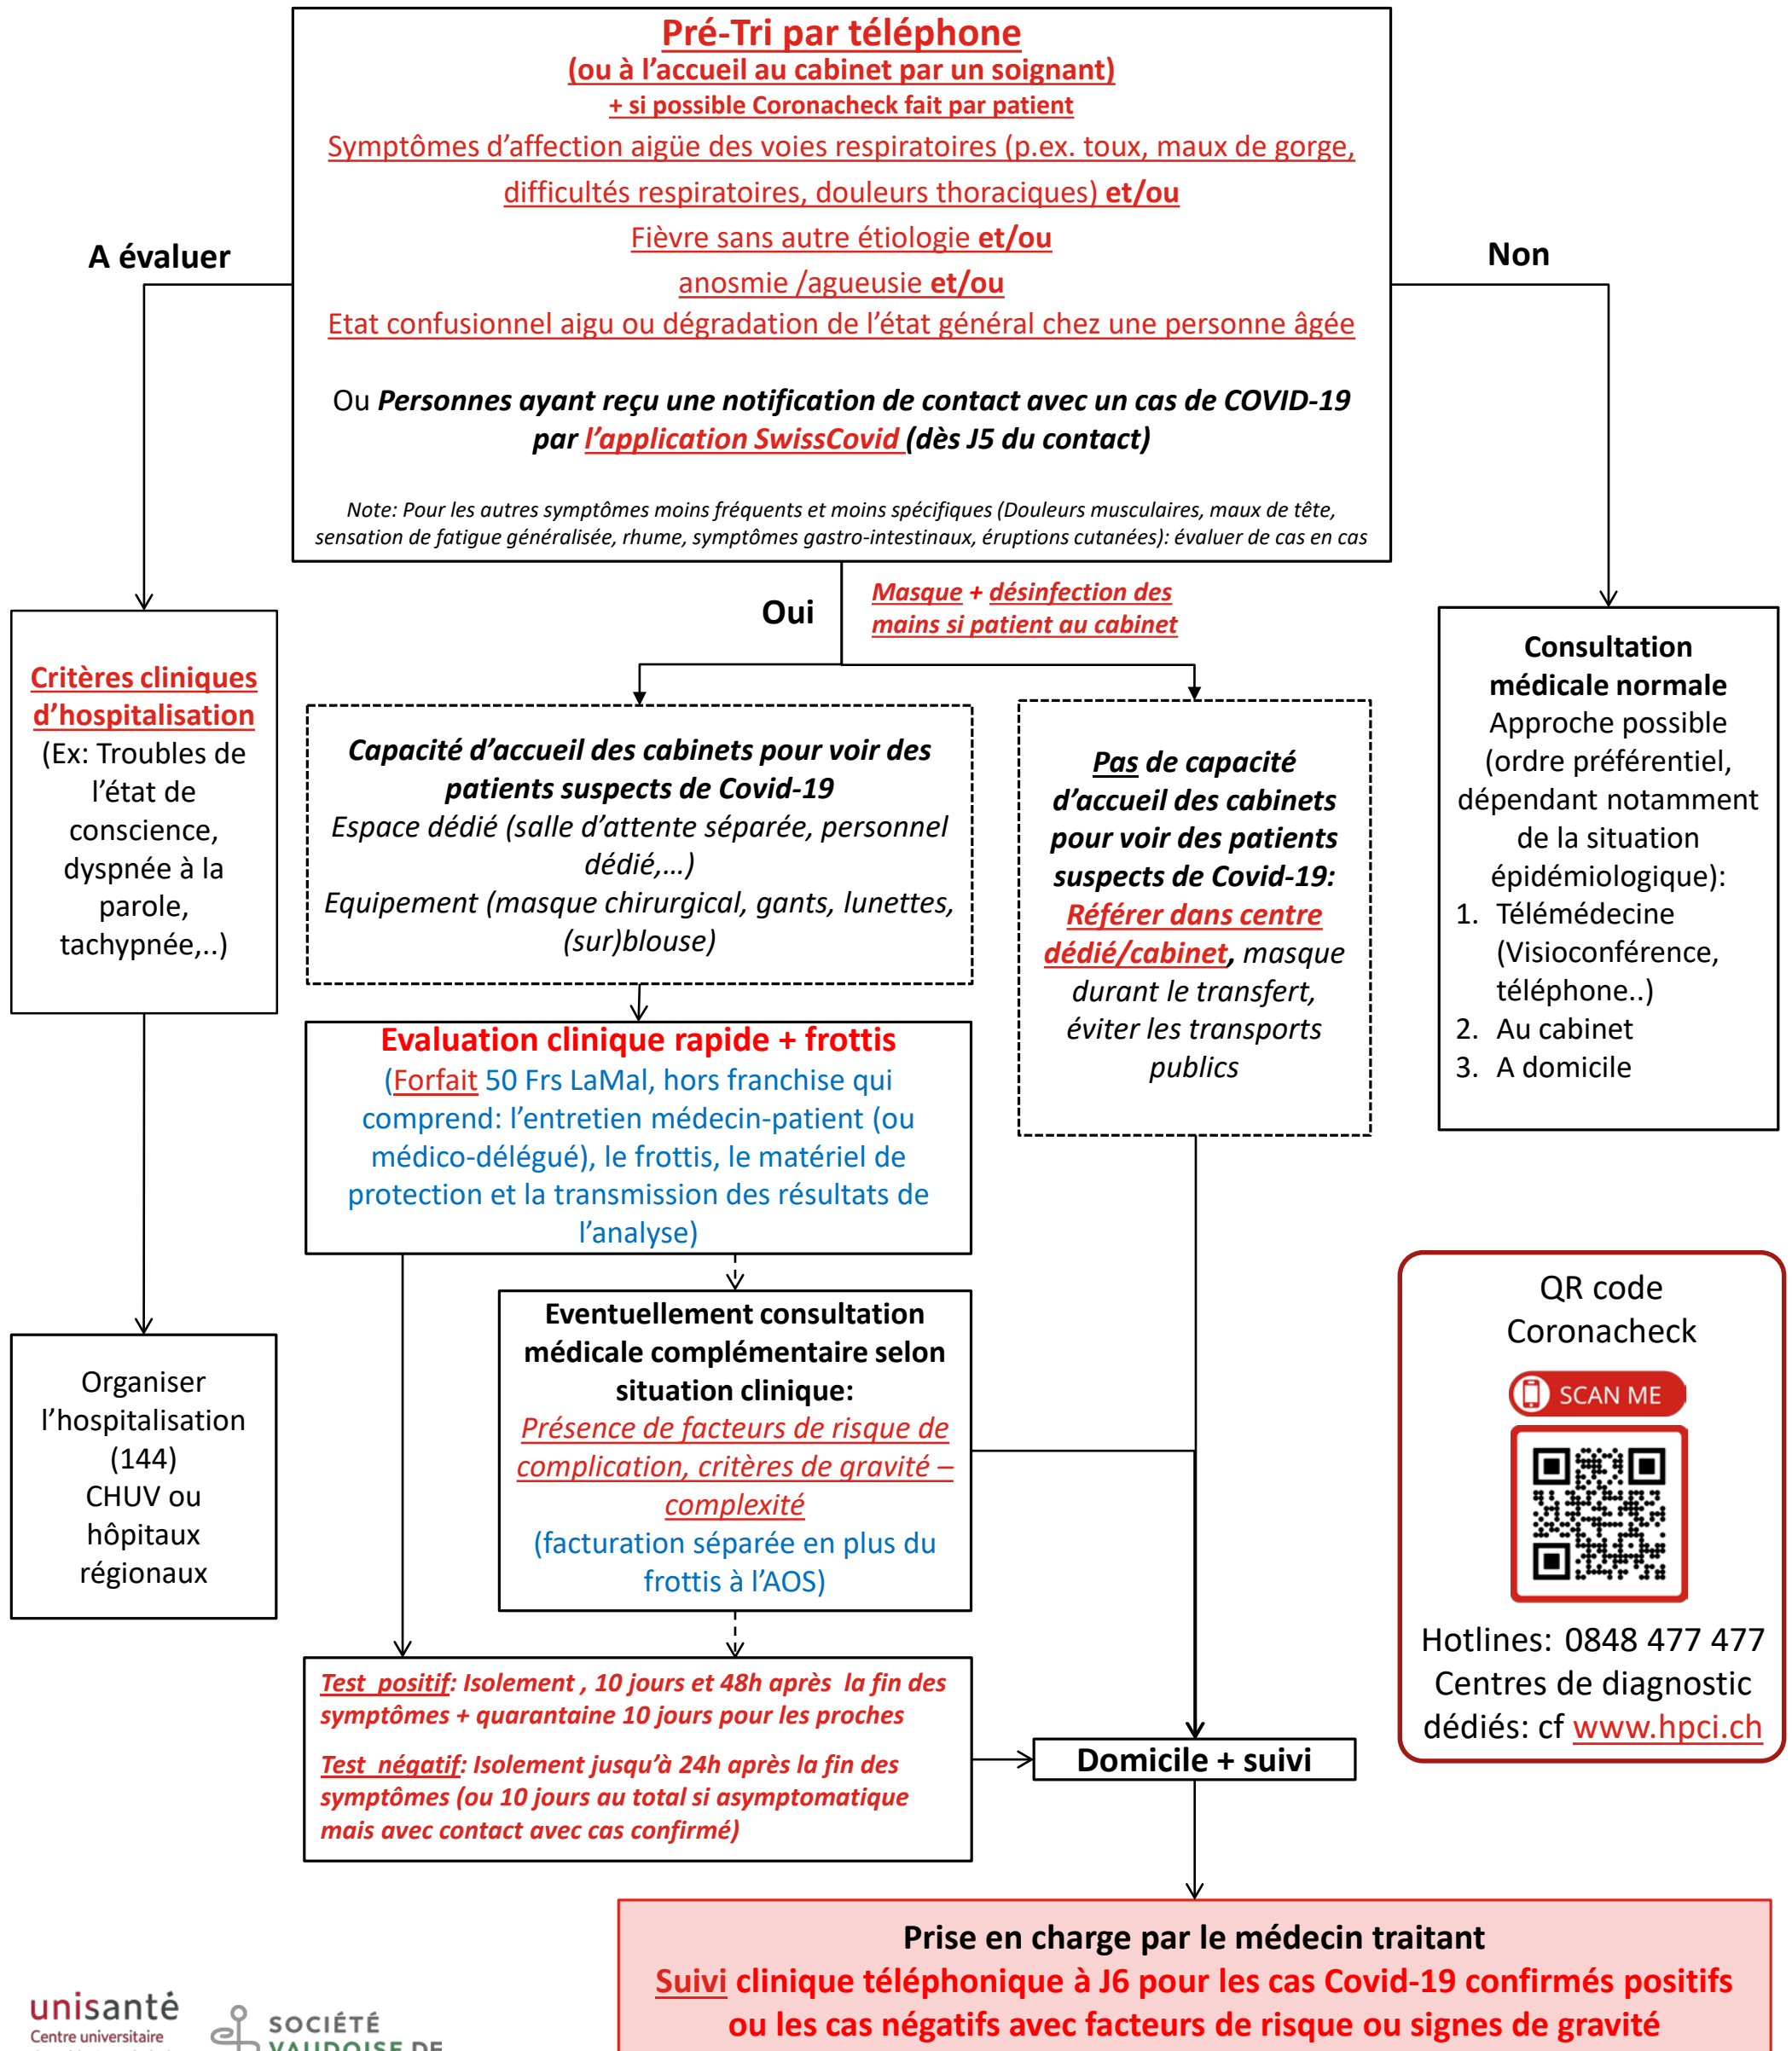 Pré-Tri par téléphone
(ou à l'accueil au cabinet par un soignant)
+ si possible Coronacheck fait par patient
Symptômes d'affection aigüe des voies respiratoires (p.ex. toux, maux de gorge,
difficultés respiratoires, douleurs thoraciques) et/ou
Fièvre sans autre étiologie et/ou
anosmie /agueusie et/ou
Etat confusionnel aigu ou dégradation de l'état général chez une personne âgée
Ou Personnes ayant reçu une notification de contact avec un cas de COVID-19
par l'application SwissCovid (dès J5 du contact)
Note: Pour les autres symptômes moins fréquents et moins spécifiques (Douleurs musculaires, maux de tête,
sensation de fatigue généralisée, rhume, symptômes gastro-intestinaux, éruptions cutanées): évaluer de cas en cas
A évaluer
Non
Oui
Masque + désinfection des
mains si patient au cabinet
Critères cliniques
d'hospitalisation
(Ex: Troubles de
l'état de
conscience,
dyspnée à la
parole,
tachypnée,..)
Capacité d'accueil des cabinets pour voir des
patients suspects de Covid-19
Espace dédié (salle d'attente séparée, personnel
dédié,...)
Equipement (masque chirurgical, gants, lunettes,
(sur)blouse)
Pas de capacité
d'accueil des cabinets
pour voir des patients
suspects de Covid-19:
Référer dans centre
dédié/cabinet, masque
durant le transfert,
éviter les transports
publics
Consultation
médicale normale
Approche possible
(ordre préférentiel,
dépendant notamment
de la situation
épidémiologique):
1. Télémédecine
(Visioconférence,
téléphone..)
2. Au cabinet
3. A domicile
Evaluation clinique rapide + frottis
(Forfait 50 Frs LaMal, hors franchise qui
comprend: l'entretien médecin-patient (ou
médico-délégué), le frottis, le matériel de
protection et la transmission des résultats de
l'analyse)
Organiser
l'hospitalisation
(144)
CHUV ou
hôpitaux
régionaux
Eventuellement consultation
médicale complémentaire selon
situation clinique:
Présence de facteurs de risque de
complication, critères de gravité –
complexité
(facturation séparée en plus du
frottis à l'AOS)
QR code
Coronacheck
SCAN ME
Hotlines: 0848 477 477
Centres de diagnostic
dédiés: cf www.hpci.ch
Test positif: Isolement , 10 jours et 48h après la fin des
symptômes + quarantaine 10 jours pour les proches
Test négatif: Isolement jusqu'à 24h après la fin des
symptômes (ou 10 jours au total si asymptomatique
mais avec contact avec cas confirmé)
Domicile + suivi
Prise en charge par le médecin traitant
Suivi clinique téléphonique à J6 pour les cas Covid-19 confirmés positifs
ou les cas négatifs avec facteurs de risque ou signes de gravité
unisanté
Centre universitaire
SOCIÉTÉ
VAUDOISE DE